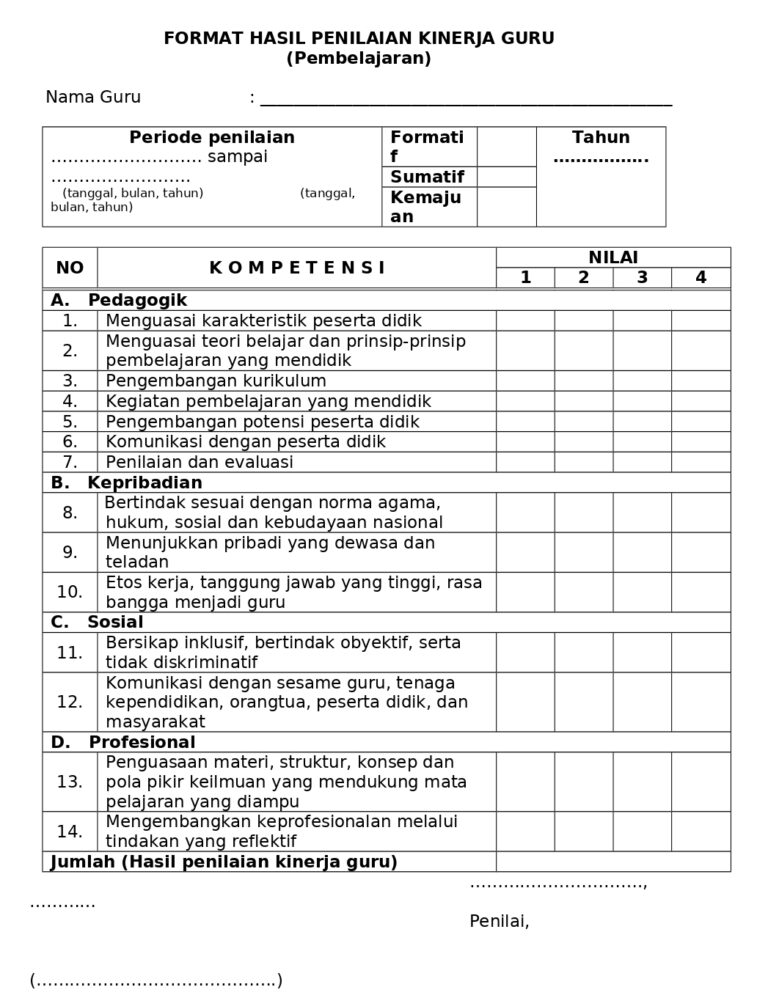 FORMAT HASIL PENILAIAN KINERJA GURU
(Pembelajaran)
Nama Guru : ___________________________________________________
Periode penilaian
……………………… sampai
…………………….
(tanggal, bulan, tahun) (tanggal,
bulan, tahun)
Formati
f
Sumatif
Kemaju
an
Tahun
……………..
NO
K O M P E T E N S I
NILAI
1 2 3 4
A. Pedagogik
1. Menguasai karakteristik peserta didik
2. Menguasai teori belajar dan prinsip-prinsip
pembelajaran yang mendidik
3. Pengembangan kurikulum
4. Kegiatan pembelajaran yang mendidik
5. Pengembangan potensi peserta didik
6. Komunikasi dengan peserta didik
7. Penilaian dan evaluasi
B. Kepribadian
8. Bertindak sesuai dengan norma agama,
hukum, sosial dan kebudayaan nasional
9. Menunjukkan pribadi yang dewasa dan
teladan
10. Etos kerja, tanggung jawab yang tinggi, rasa
bangga menjadi guru
C. Sosial
11. Bersikap inklusif, bertindak obyektif, serta
tidak diskriminatif
12. Komunikasi dengan sesame guru, tenaga
kependidikan, orangtua, peserta didik, dan
masyarakat
D. Profesional
13. Penguasaan materi, struktur, konsep dan
pola pikir keilmuan yang mendukung mata
pelajaran yang diampu
14. Mengembangkan keprofesionalan melalui
tindakan yang reflektif
Jumlah (Hasil penilaian kinerja guru)
………………………….,
…………
Penilai,
(…………………………………….)